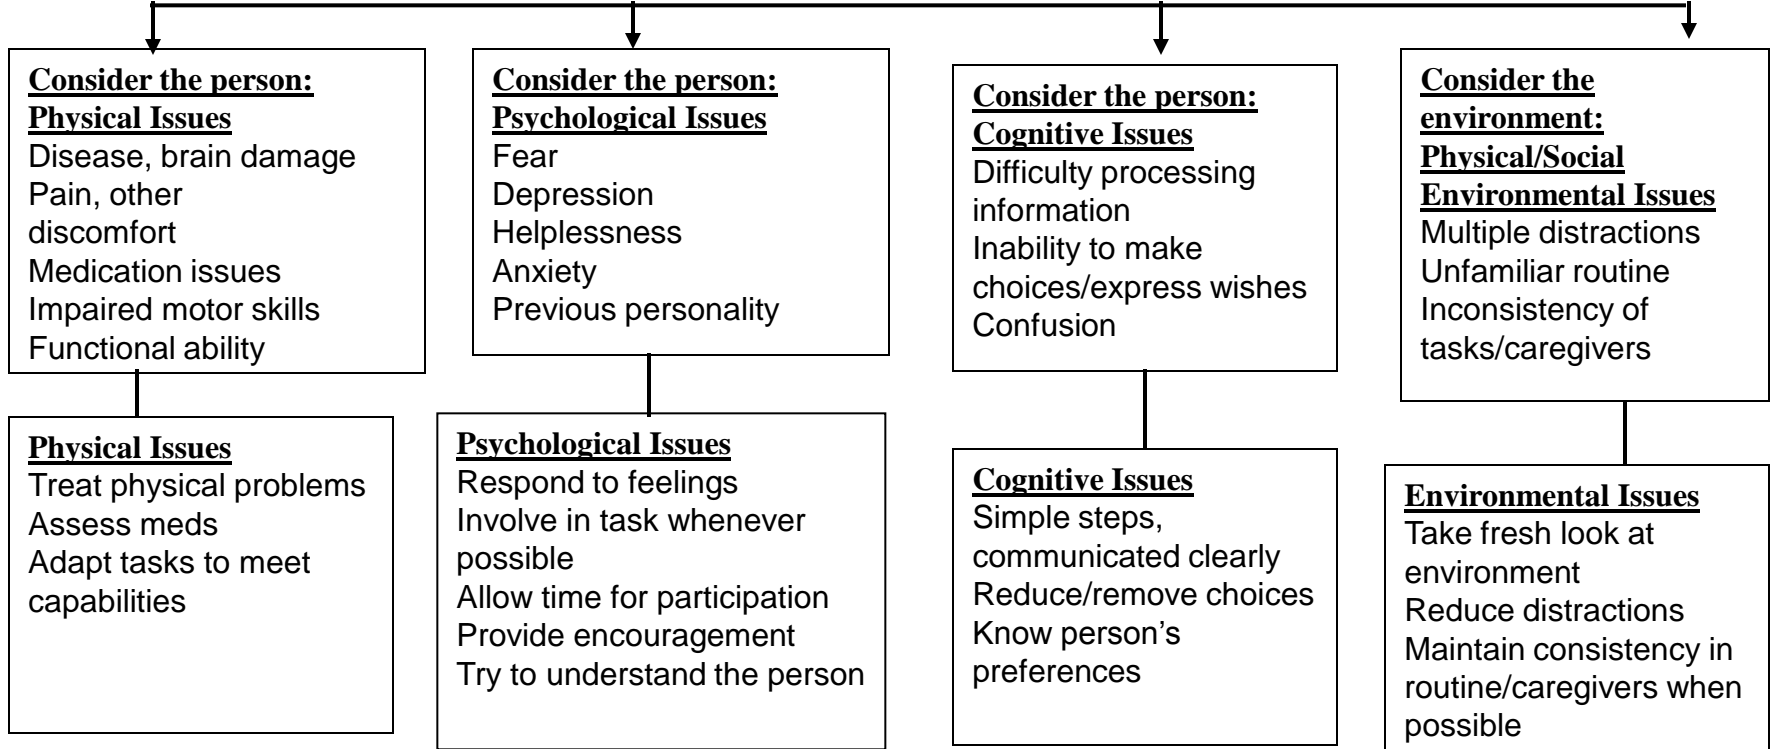 Consider the person:
Physical Issues
Disease, brain damage
Pain, other
discomfort
Medication issues
Impaired motor skills
Functional ability
Consider the person:
Psychological Issues
Fear
Depression
Helplessness
Anxiety
Previous personality
Consider the person:
Cognitive Issues
Difficulty processing
information
Inability to make
choices/express wishes
Confusion
Consider the
environment:
Physical/Social
Environmental Issues
Multiple distractions
Unfamiliar routine
Inconsistency of
tasks/caregivers
Physical Issues
Treat physical problems
Assess meds
Adapt tasks to meet
capabilities
Psychological Issues
Respond to feelings
Involve in task whenever
possible
Allow time for participation
Provide encouragement
Try to understand the person
Cognitive Issues
Simple steps,
communicated clearly
Reduce/remove choices
Know person's
preferences
Environmental Issues
Take fresh look at
environment
Reduce distractions
Maintain consistency in
routine/caregivers when
possible